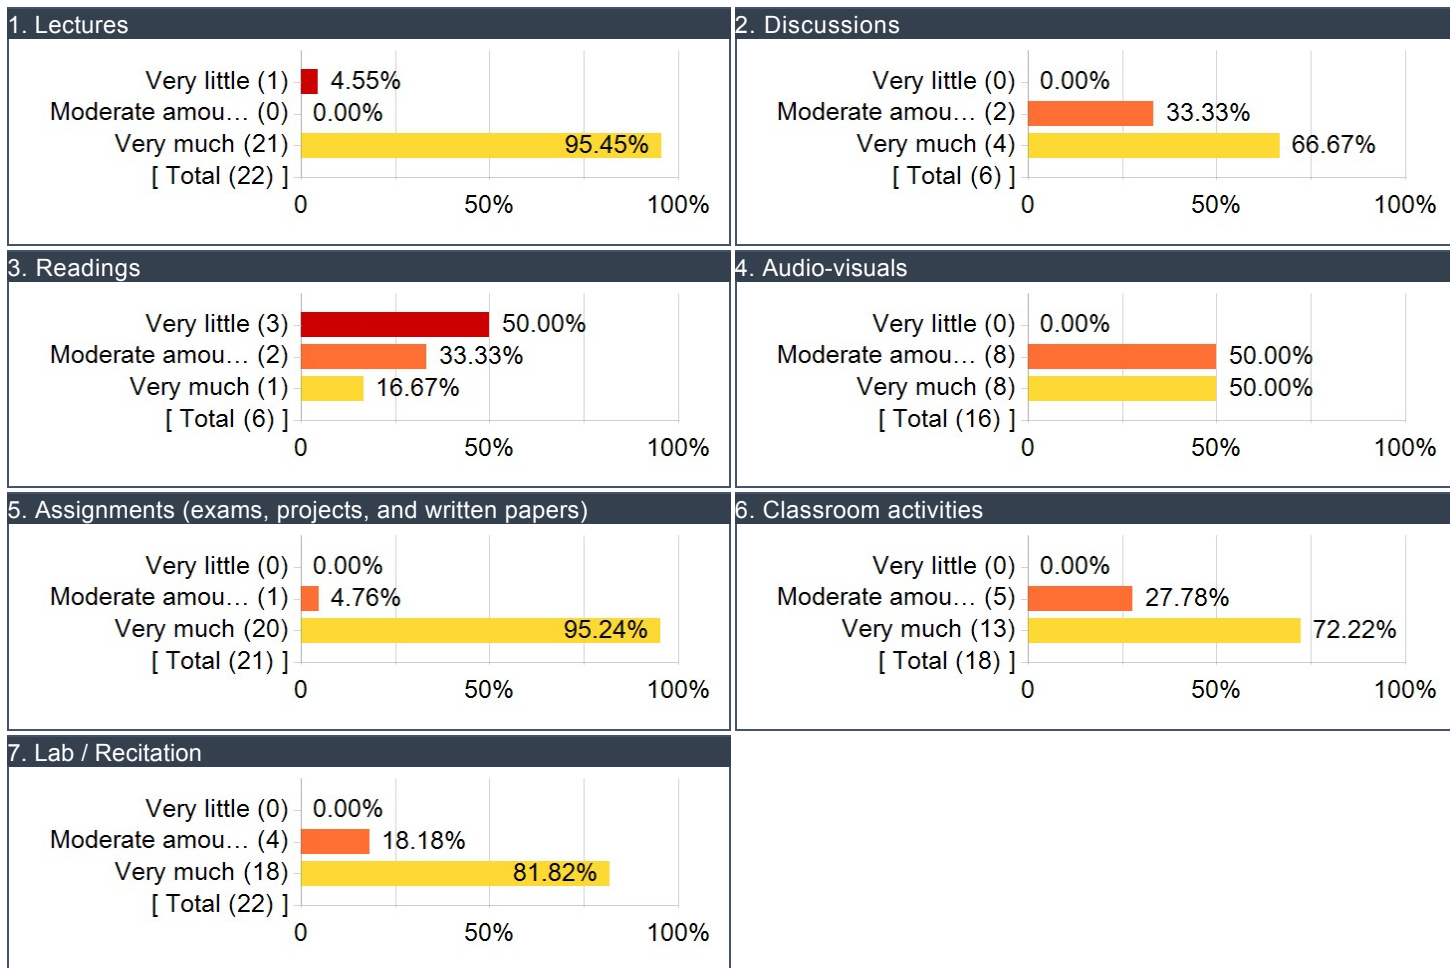 1. Lectures
Very little (1) 4.55%
Moderate amou... (0) 0.00%
Very much (21) 95.45%
[ Total (22) ]
0 50% 100%
2. Discussions
Very little (0) 0.00%
Moderate amou... (2) 33.33%
Very much (4) 66.67%
[ Total (6) ]
0 50% 100%
3. Readings
Very little (3) 50.00%
Moderate amou... (2) 33.33%
Very much (1) 16.67%
[ Total (6) ]
0 50% 100%
4. Audio-visuals
Very little (0) 0.00%
Moderate amou... (8) 50.00%
Very much (8) 50.00%
[ Total (16) ]
0 50% 100%
5. Assignments (exams, projects, and written papers)
Very little (0) 0.00%
Moderate amou... (1) 4.76%
Very much (20) 95.24%
[ Total (21) ]
0 50% 100%
6. Classroom activities
Very little (0) 0.00%
Moderate amou... (5) 27.78%
Very much (13) 72.22%
[ Total (18) ]
0 50% 100%
7. Lab / Recitation
Very little (0) 0.00%
Moderate amou... (4) 18.18%
Very much (18) 81.82%
[ Total (22) ]
0 50% 100%